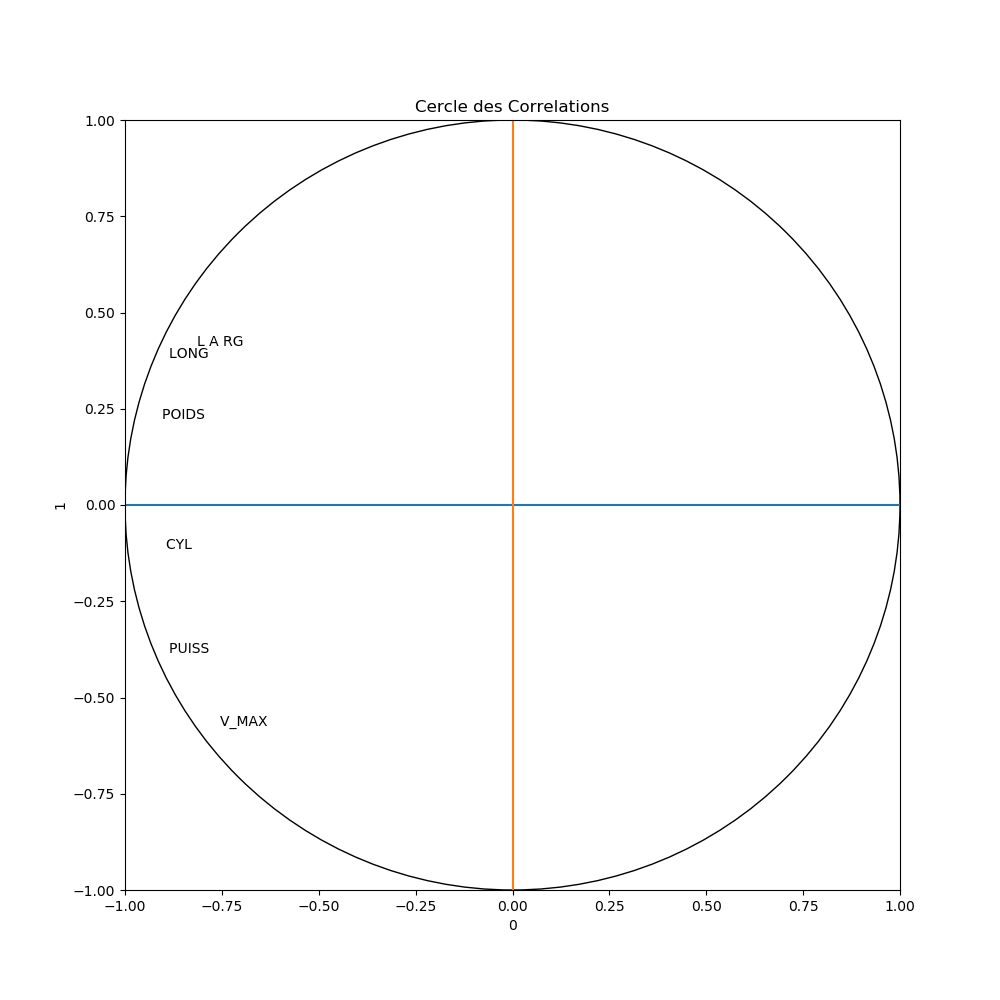 Cercle des Correlations
1.00
0.75
0.50
L A RG
LONG
0.25
POIDS
0.00
1
CYL
−0.25
PUISS
−0.50
V_MAX
−0.75
−1.00
−1.00 −0.75 −0.50 −0.25 0.00 0.25 0.50 0.75 1.00
0